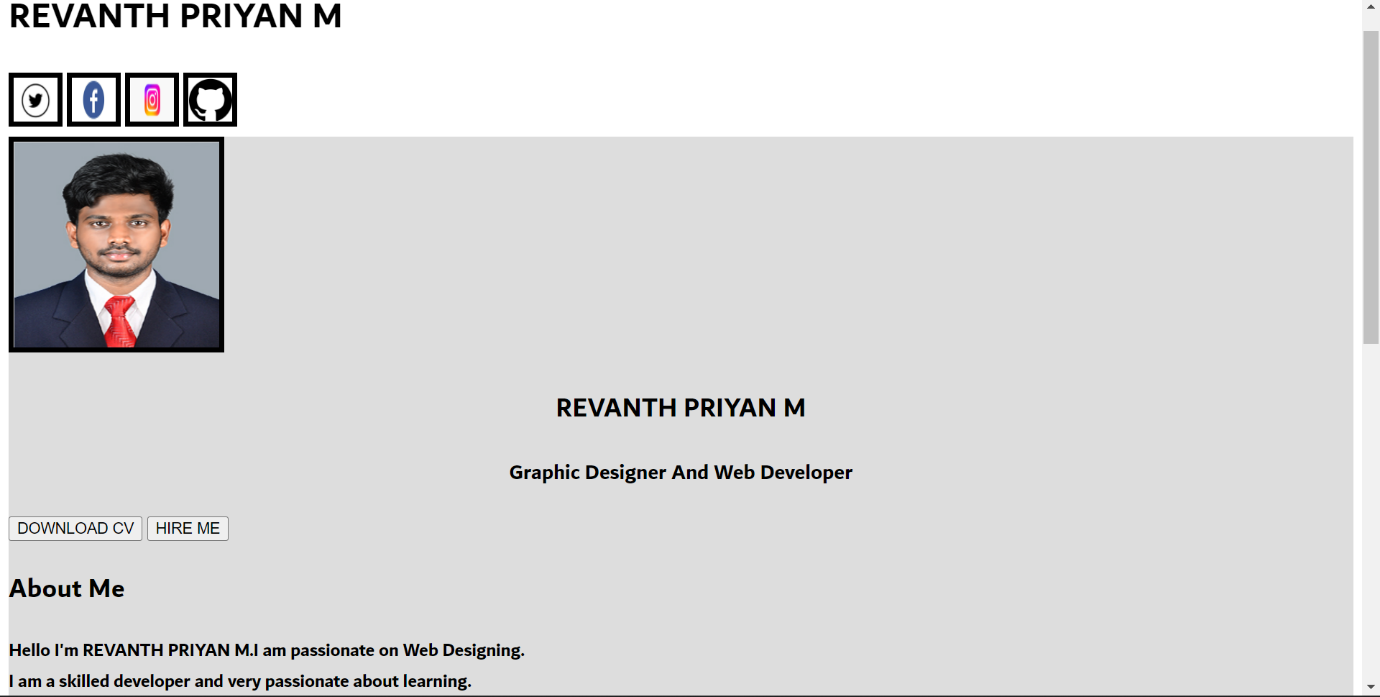 REVANTH PRIYAN M
REVANTH PRIYAN M
Graphic Designer And Web Developer
DOWNLOAD CV HIRE ME
About Me
Hello I'm REVANTH PRIYAN M.I am passionate on Web Designing.
I am a skilled developer and very passionate about learning.